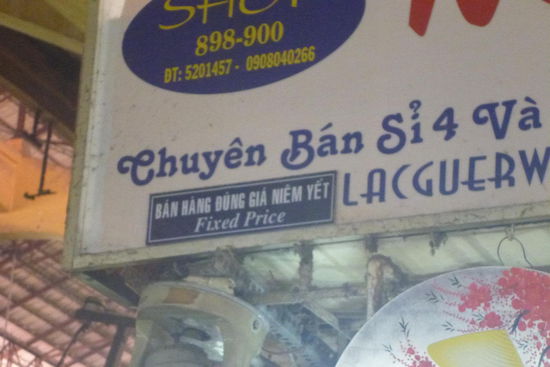 SHOP
898-900
ĐT: 5201457 - 0908040266
Chuyên Bán Sỉ 4 Và
BÁN HÀNG ĐÚNG GIÁ NIÊM YẾT
Fixed Price
LACGUERW